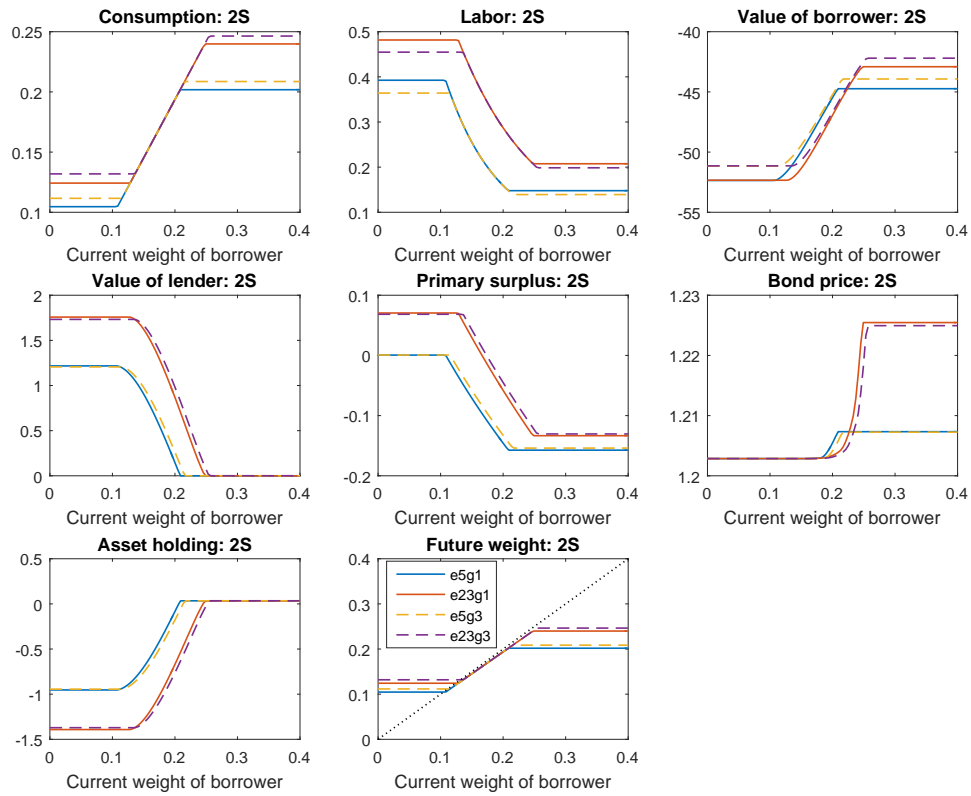 Consumption: 2S
0.25
0.2
0.15
0.1
0 0.1 0.2 0.3 0.4
Current weight of borrower
Labor: 2S
0.5
0.4
0.3
0.2
0.1
0
0 0.1 0.2 0.3 0.4
Current weight of borrower
Value of borrower: 2S
-40
-45
-50
-55
0 0.1 0.2 0.3 0.4
Current weight of borrower
Value of lender: 2S
2
1.5
1
0.5
0
0 0.1 0.2 0.3 0.4
Current weight of borrower
Primary surplus: 2S
0.1
0
-0.1
-0.2
0 0.1 0.2 0.3 0.4
Current weight of borrower
Bond price: 2S
1.23
1.22
1.21
1.2
0 0.1 0.2 0.3 0.4
Current weight of borrower
Asset holding: 2S
0.5
0
-0.5
-1
-1.5
0 0.1 0.2 0.3 0.4
Current weight of borrower
Future weight: 2S
0.4
0.3
0.2
0.1
0
e5g1
e23g1
e5g3
e23g3
0 0.1 0.2 0.3 0.4
Current weight of borrower